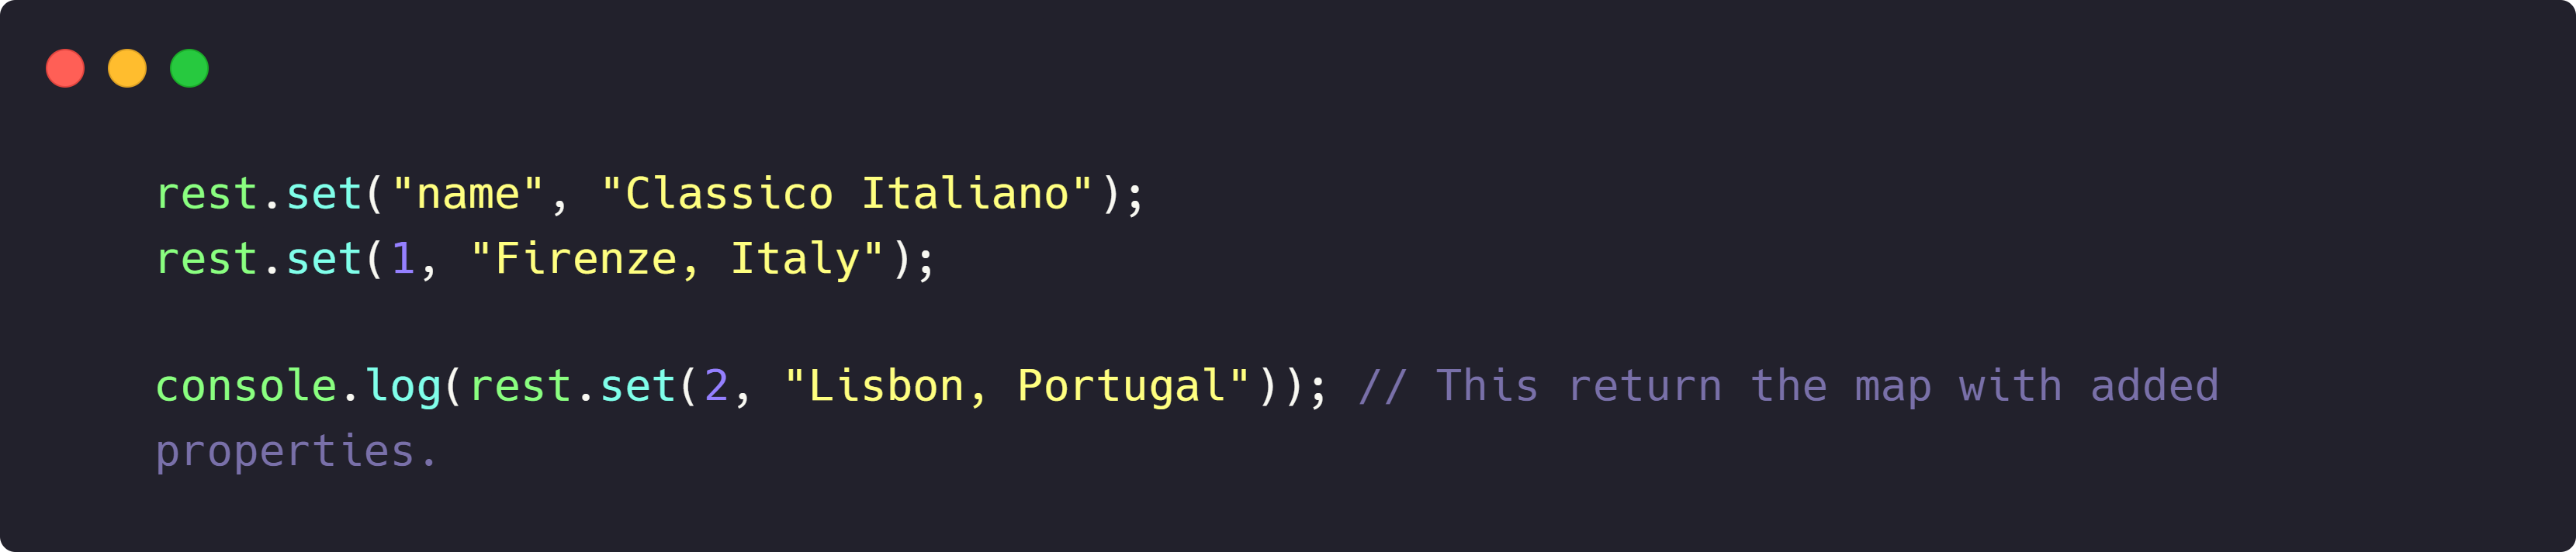 rest.set("name", "Classico Italiano");
rest.set(1, "Firenze, Italy");
console.log(rest.set(2, "Lisbon, Portugal")); // This return the map with added
properties.